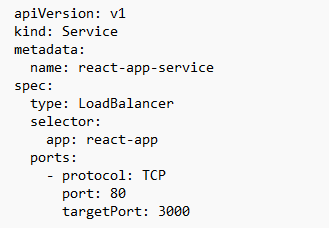 apiVersion: v1
kind: Service
metadata:
  name: react-app-service
spec:
  type: LoadBalancer
  selector:
    app: react-app
  ports:
    - protocol: TCP
      port: 80
      targetPort: 3000